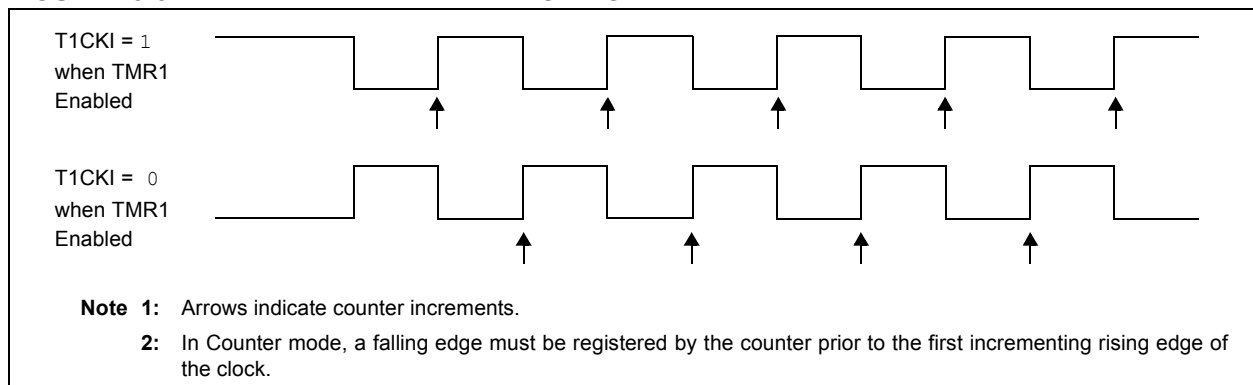 T1CKI = 1
when TMR1
Enabled
T1CKI = 0
when TMR1
Enabled
Note 1: Arrows indicate counter increments.
2: In Counter mode, a falling edge must be registered by the counter prior to the first incrementing rising edge of
the clock.